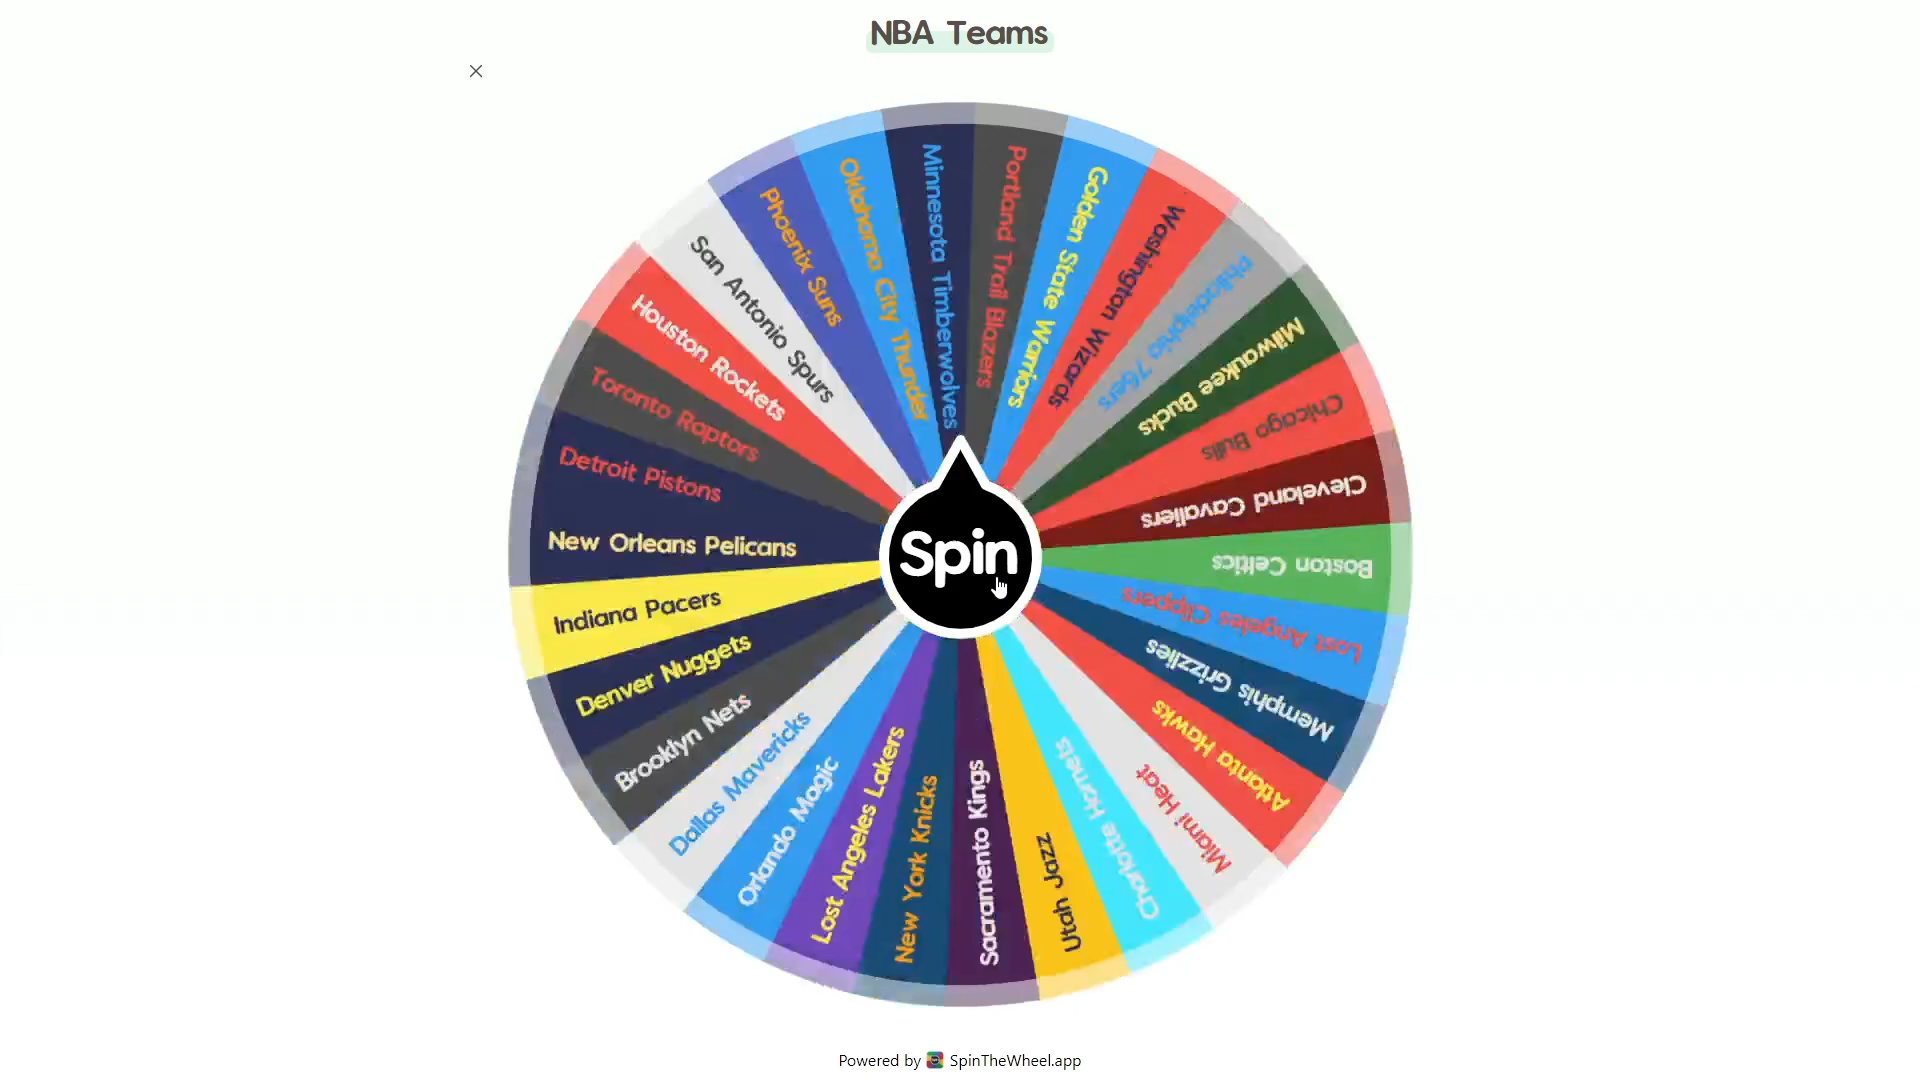 NBA Teams
Minnesota Timberwolves
Portland Trail Blazers
Golden State Warriors
Washington Wizards
Philadelphia 76ers
Milwaukee Bucks
Chicago Bulls
Cleveland Cavaliers
Boston Celtics
Lost Angeles Clippers
Memphis Grizzlies
Atlanta Hawks
Miami Heat
Charlotte Hornets
Utah Jazz
Sacramento Kings
New York Knicks
Lost Angeles Lakers
Orlando Magic
Dallas Mavericks
Brooklyn Nets
Denver Nuggets
Indiana Pacers
New Orleans Pelicans
Detroit Pistons
Toronto Raptors
Houston Rockets
San Antonio Spurs
Phoenix Suns
Oklahoma City Thunder
Spin
Powered by SpinTheWheel.app